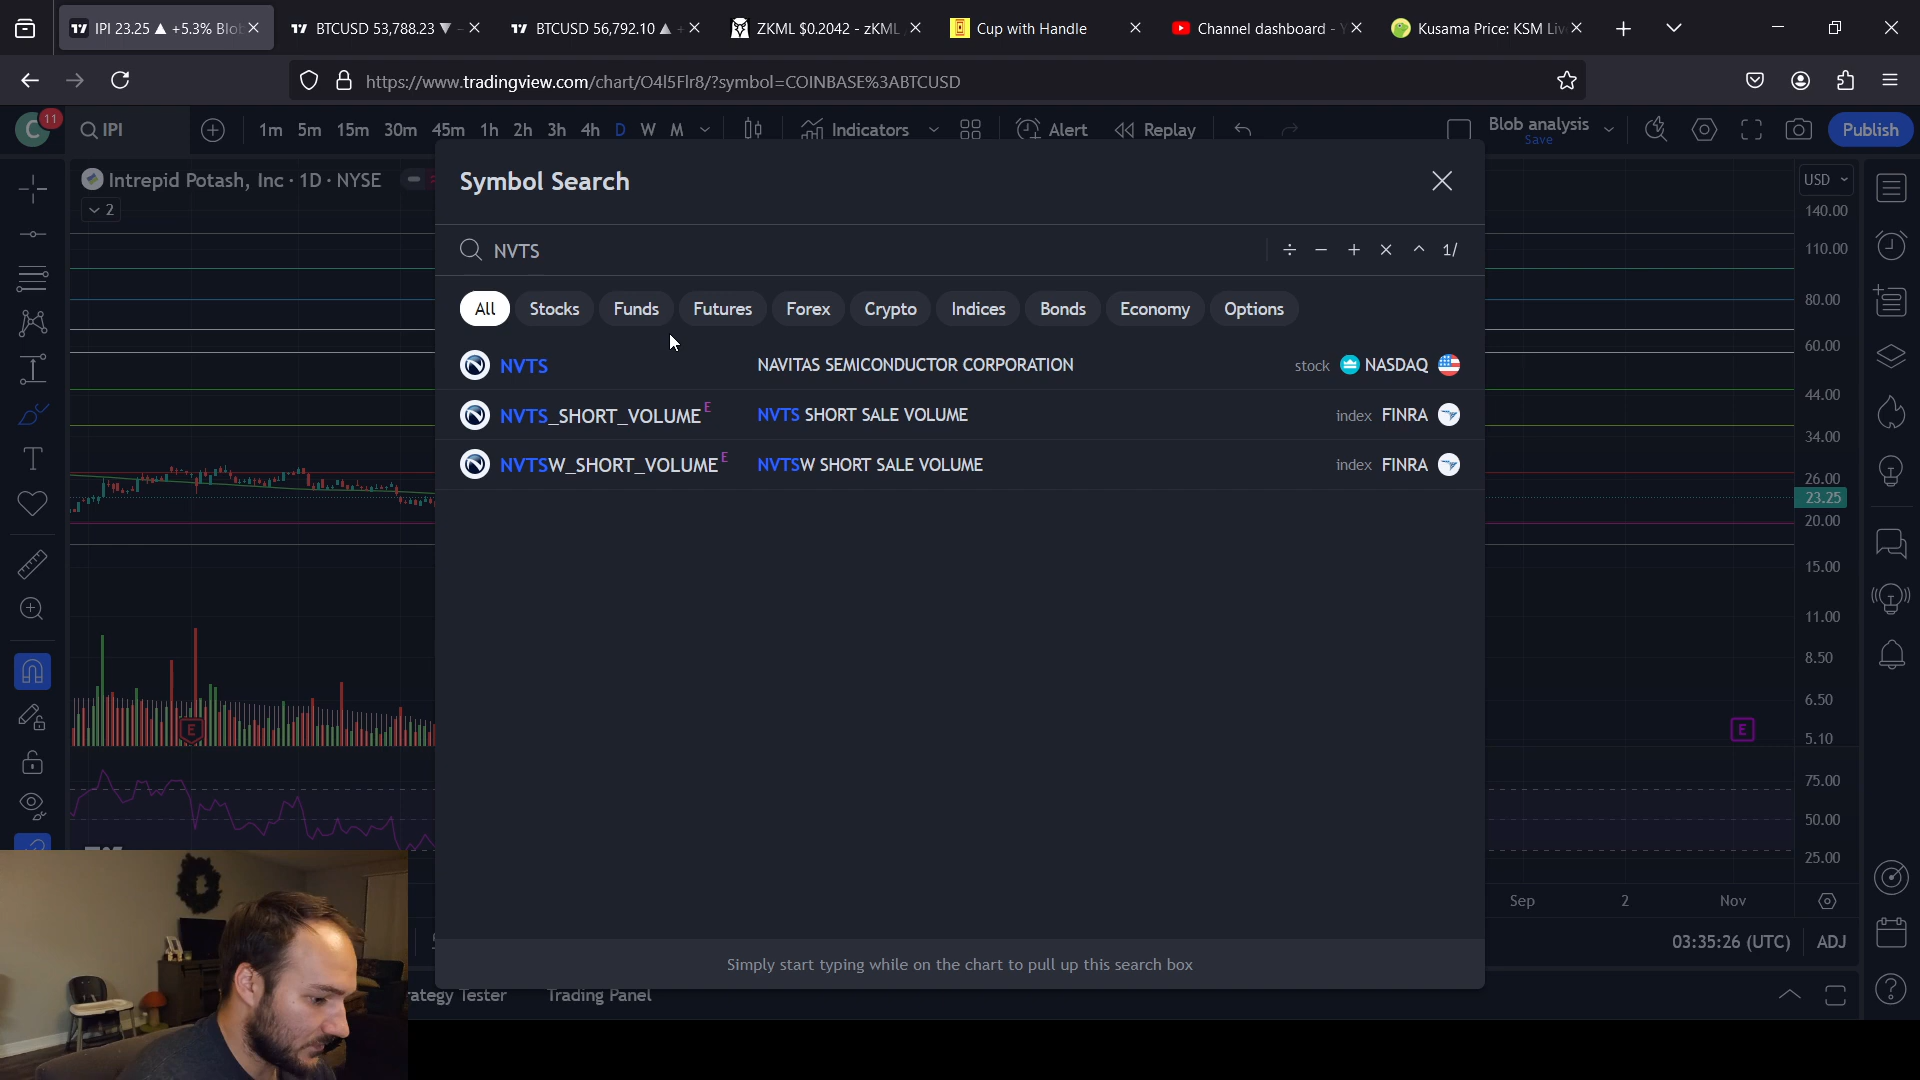 IPI 23.25 ▲ +5.3% Blo
BTCUSD 53,788.23 ▼
BTCUSD 56,792.10 ▲
ZKML $0.2042 - zKML
Cup with Handle
Channel dashboard -
Kusama Price: KSM Liv
https://www.tradingview.com/chart/O4l5Flr8/?symbol=COINBASE%3ABTCUSD
C
11
IPI
1m 5m 15m 30m 45m 1h 2h 3h 4h D W M
Indicators
Alert
Replay
Blob analysis
Save
Publish
Intrepid Potash, Inc · 1D · NYSE
2
USD
Symbol Search
NVTS
÷ − + × ^ 1/
All Stocks Funds Futures Forex Crypto Indices Bonds Economy Options
NVTS NAVITAS SEMICONDUCTOR CORPORATION stock NASDAQ
NVTS_SHORT_VOLUME E NVTS SHORT SALE VOLUME index FINRA
NVTSW_SHORT_VOLUME E NVTSW SHORT SALE VOLUME index FINRA
Simply start typing while on the chart to pull up this search box
140.00
110.00
80.00
60.00
44.00
34.00
26.00
23.25
20.00
15.00
11.00
8.50
6.50
5.10
75.00
50.00
25.00
E
E
Sep 2 Nov
03:35:26 (UTC) ADJ
rategy Tester Trading Panel